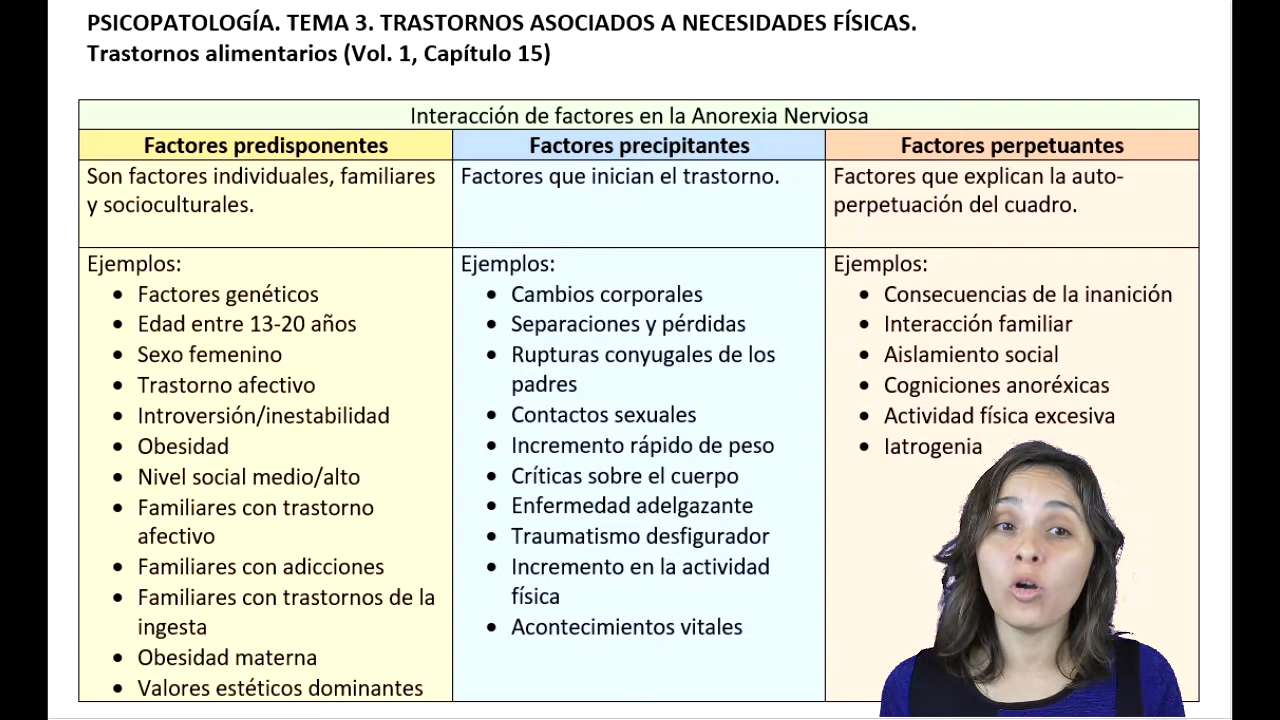 PSICOPATOLOGÍA. TEMA 3. TRASTORNOS ASOCIADOS A NECESIDADES FÍSICAS.
Trastornos alimentarios (Vol. 1, Capítulo 15)
Interacción de factores en la Anorexia Nerviosa
Factores predisponentes
Son factores individuales, familiares
y socioculturales.
Ejemplos:
• Factores genéticos
• Edad entre 13-20 años
• Sexo femenino
• Trastorno afectivo
• Introversión/inestabilidad
• Obesidad
• Nivel social medio/alto
• Familiares con trastorno
afectivo
• Familiares con adicciones
• Familiares con trastornos de la
ingesta
• Obesidad materna
• Valores estéticos dominantes
Factores precipitantes
Factores que inician el trastorno.
Ejemplos:
• Cambios corporales
• Separaciones y pérdidas
• Rupturas conyugales de los
padres
• Contactos sexuales
• Incremento rápido de peso
• Críticas sobre el cuerpo
• Enfermedad adelgazante
• Traumatismo desfigurador
• Incremento en la actividad
física
• Acontecimientos vitales
Factores perpetuantes
Factores que explican la auto-
perpetuación del cuadro.
Ejemplos:
• Consecuencias de la inanición
• Interacción familiar
• Aislamiento social
• Cogniciones anoréxicas
• Actividad física excesiva
• Iatrogenia